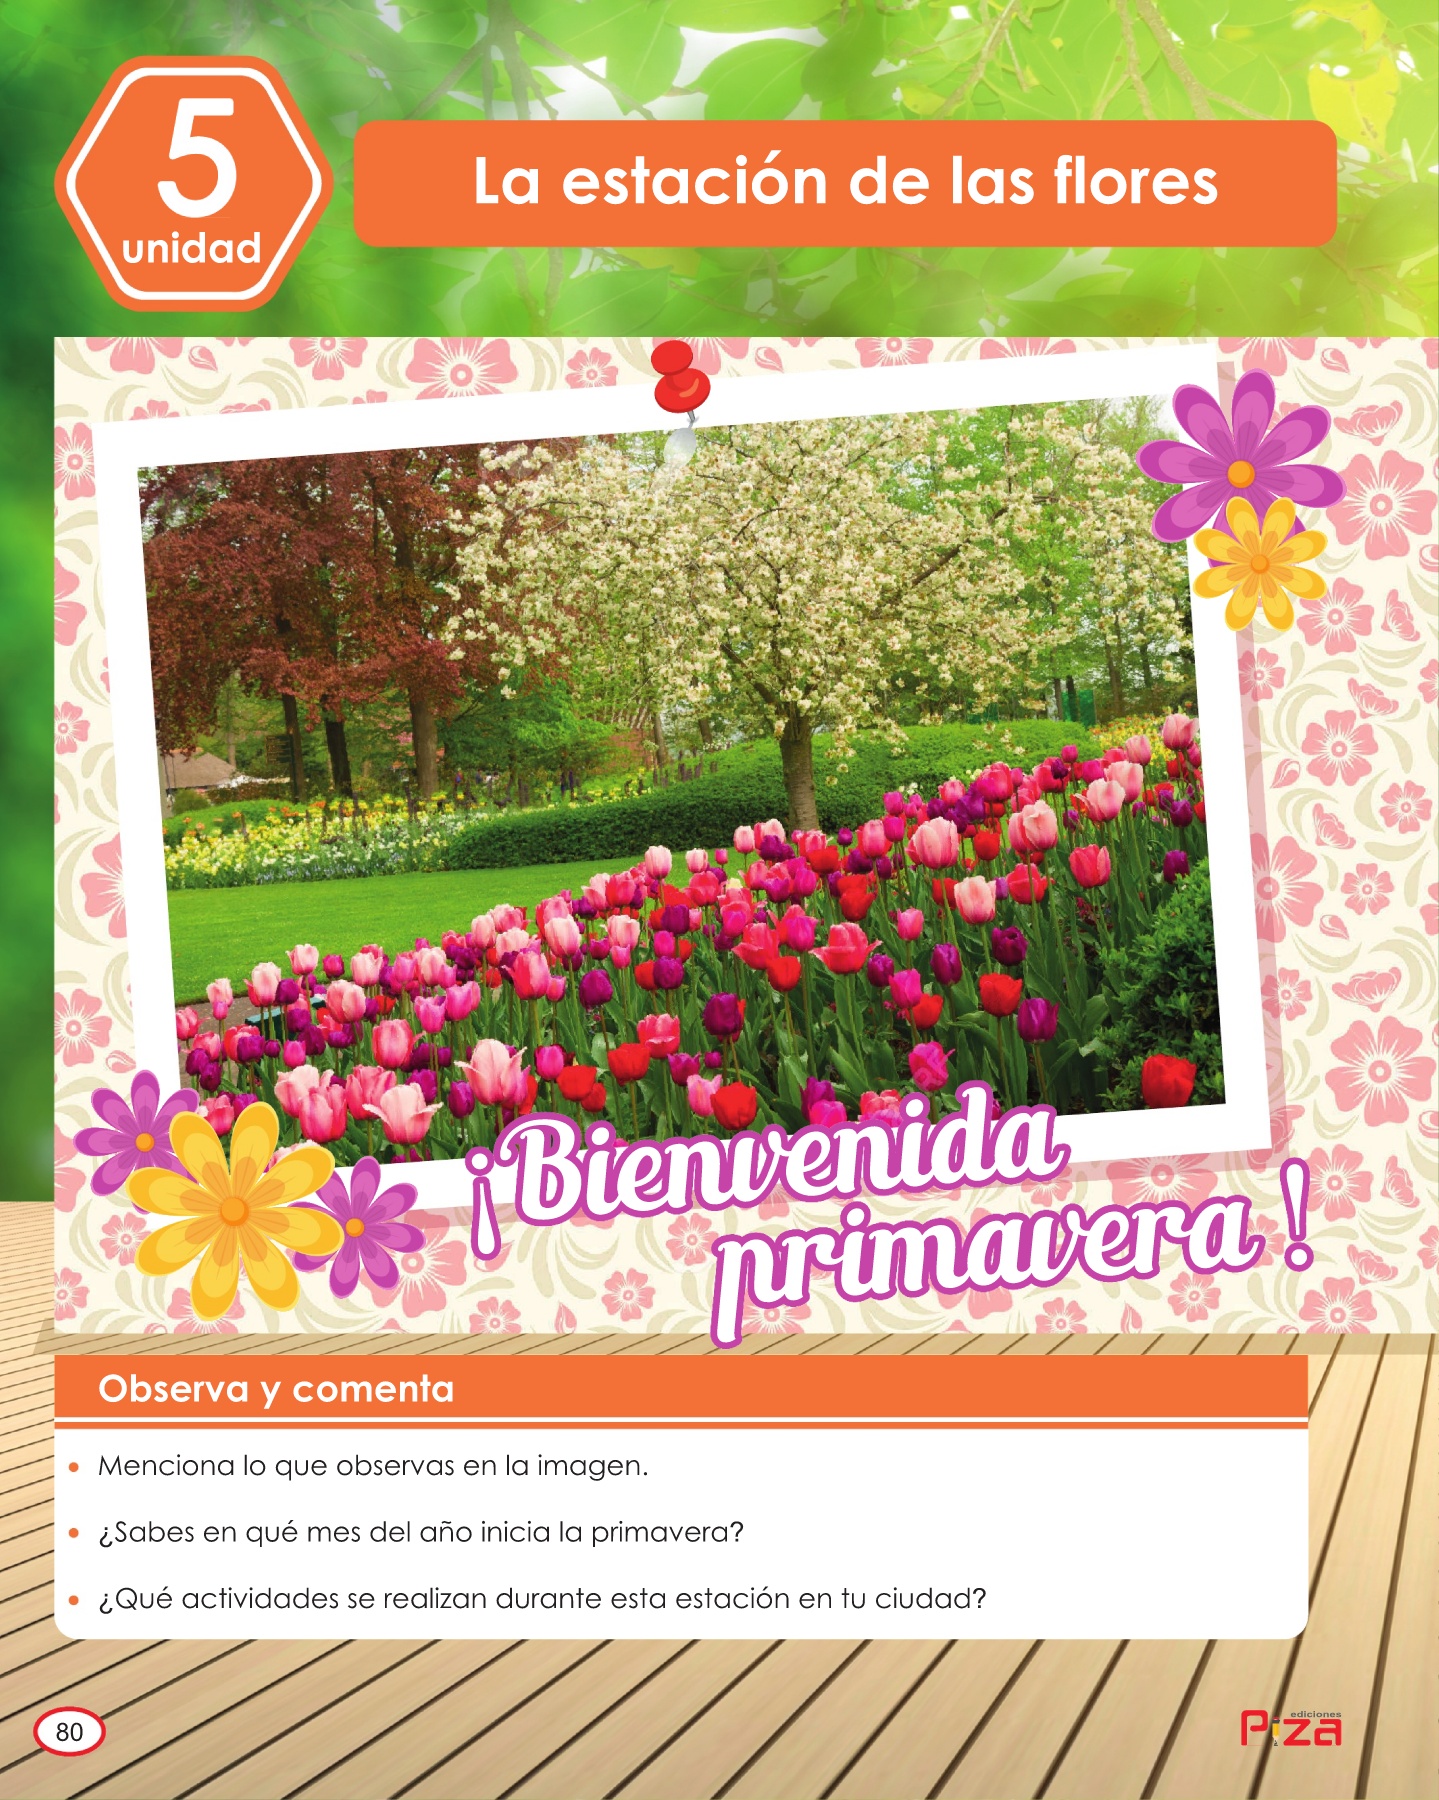 5
unidad
La estación de las flores
¡Bienvenida
primavera!
Observa y comenta
• Menciona lo que observas en la imagen.
• ¿Sabes en qué mes del año inicia la primavera?
• ¿Qué actividades se realizan durante esta estación en tu ciudad?
80
ediciones
Piza